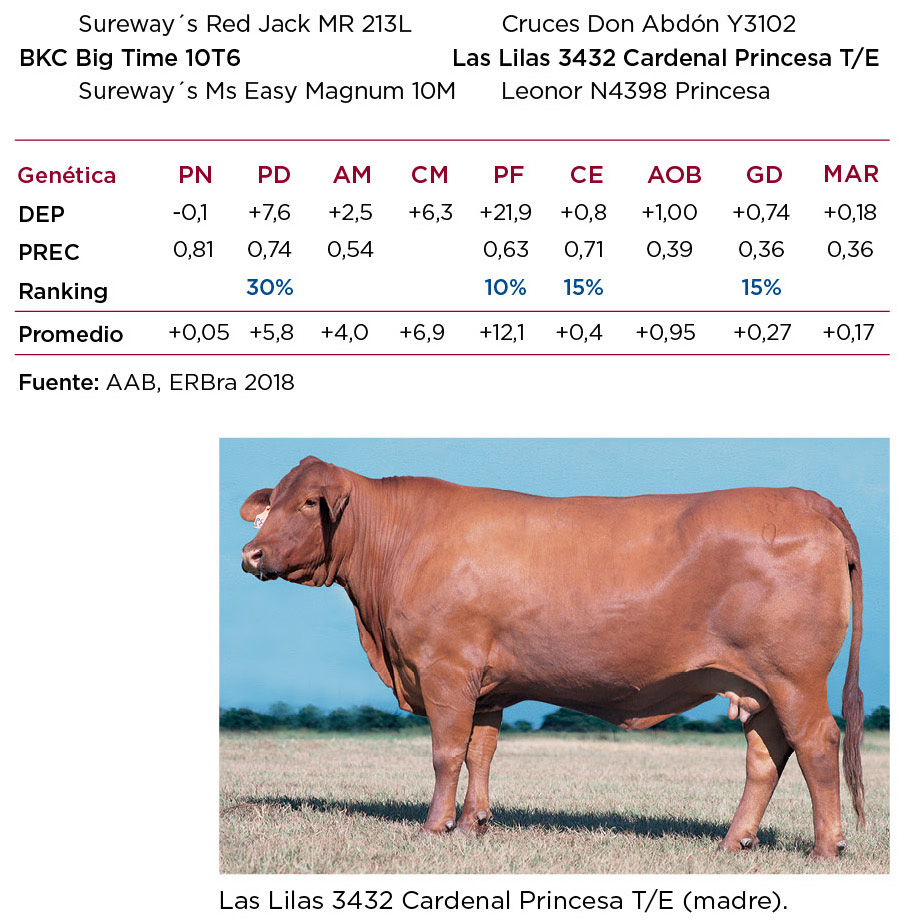 Sureway´s Red Jack MR 213L Cruces Don Abdón Y3102
BKC Big Time 10T6 Las Lilas 3432 Cardenal Princesa T/E
Sureway´s Ms Easy Magnum 10M Leonor N4398 Princesa
Genética PN PD AM CM PF CE AOB GD MAR
DEP -0,1 +7,6 +2,5 +6,3 +21,9 +0,8 +1,00 +0,74 +0,18
PREC 0,81 0,74 0,54 0,63 0,71 0,39 0,36 0,36
Ranking 30% 10% 15% 15%
Promedio +0,05 +5,8 +4,0 +6,9 +12,1 +0,4 +0,95 +0,27 +0,17
Fuente: AAB, ERBra 2018
Las Lilas 3432 Cardenal Princesa T/E (madre).